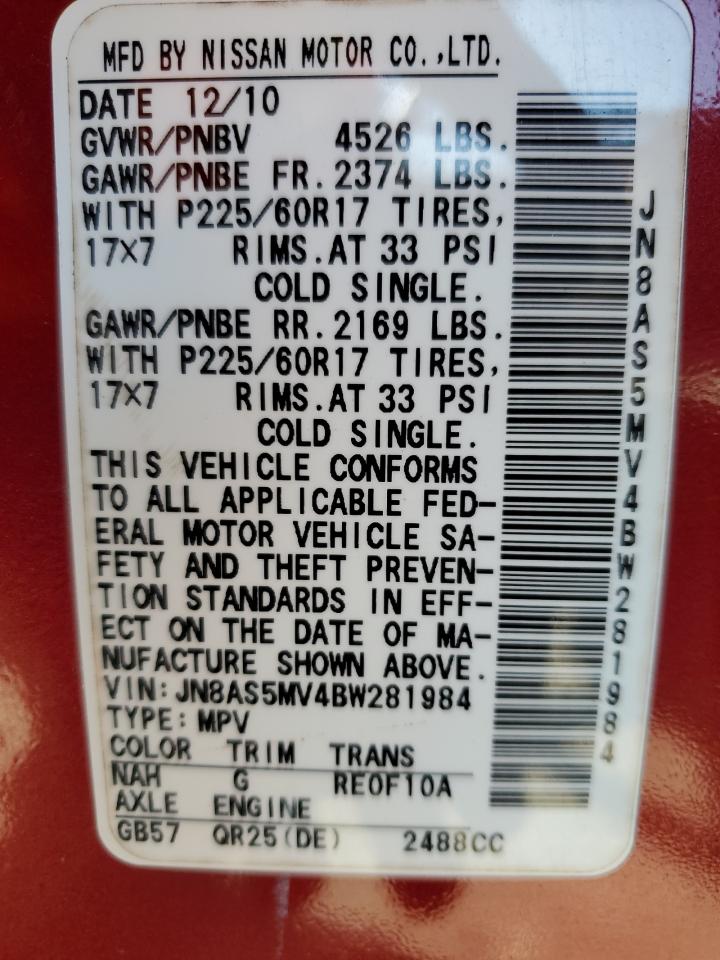 MFD BY NISSAN MOTOR CO.,LTD.
DATE 12/10
GVWR/PNBV 4526 LBS.
GAWR/PNBE FR.2374 LBS.
WITH P225/60R17 TIRES,
17×7 RIMS.AT 33 PSI
COLD SINGLE.
GAWR/PNBE RR.2169 LBS.
WITH P225/60R17 TIRES,
17×7 RIMS.AT 33 PSI
COLD SINGLE.
THIS VEHICLE CONFORMS
TO ALL APPLICABLE FED-
ERAL MOTOR VEHICLE SA-
FETY AND THEFT PREVEN-
TION STANDARDS IN EFF-
ECT ON THE DATE OF MA-
NUFACTURE SHOWN ABOVE.
VIN:JN8AS5MV4BW281984
TYPE:MPV
COLOR TRIM TRANS
NAH G RE0F10A
AXLE ENGINE
GB57 QR25(DE) 2488CC
JN8AS5MV4BW281984